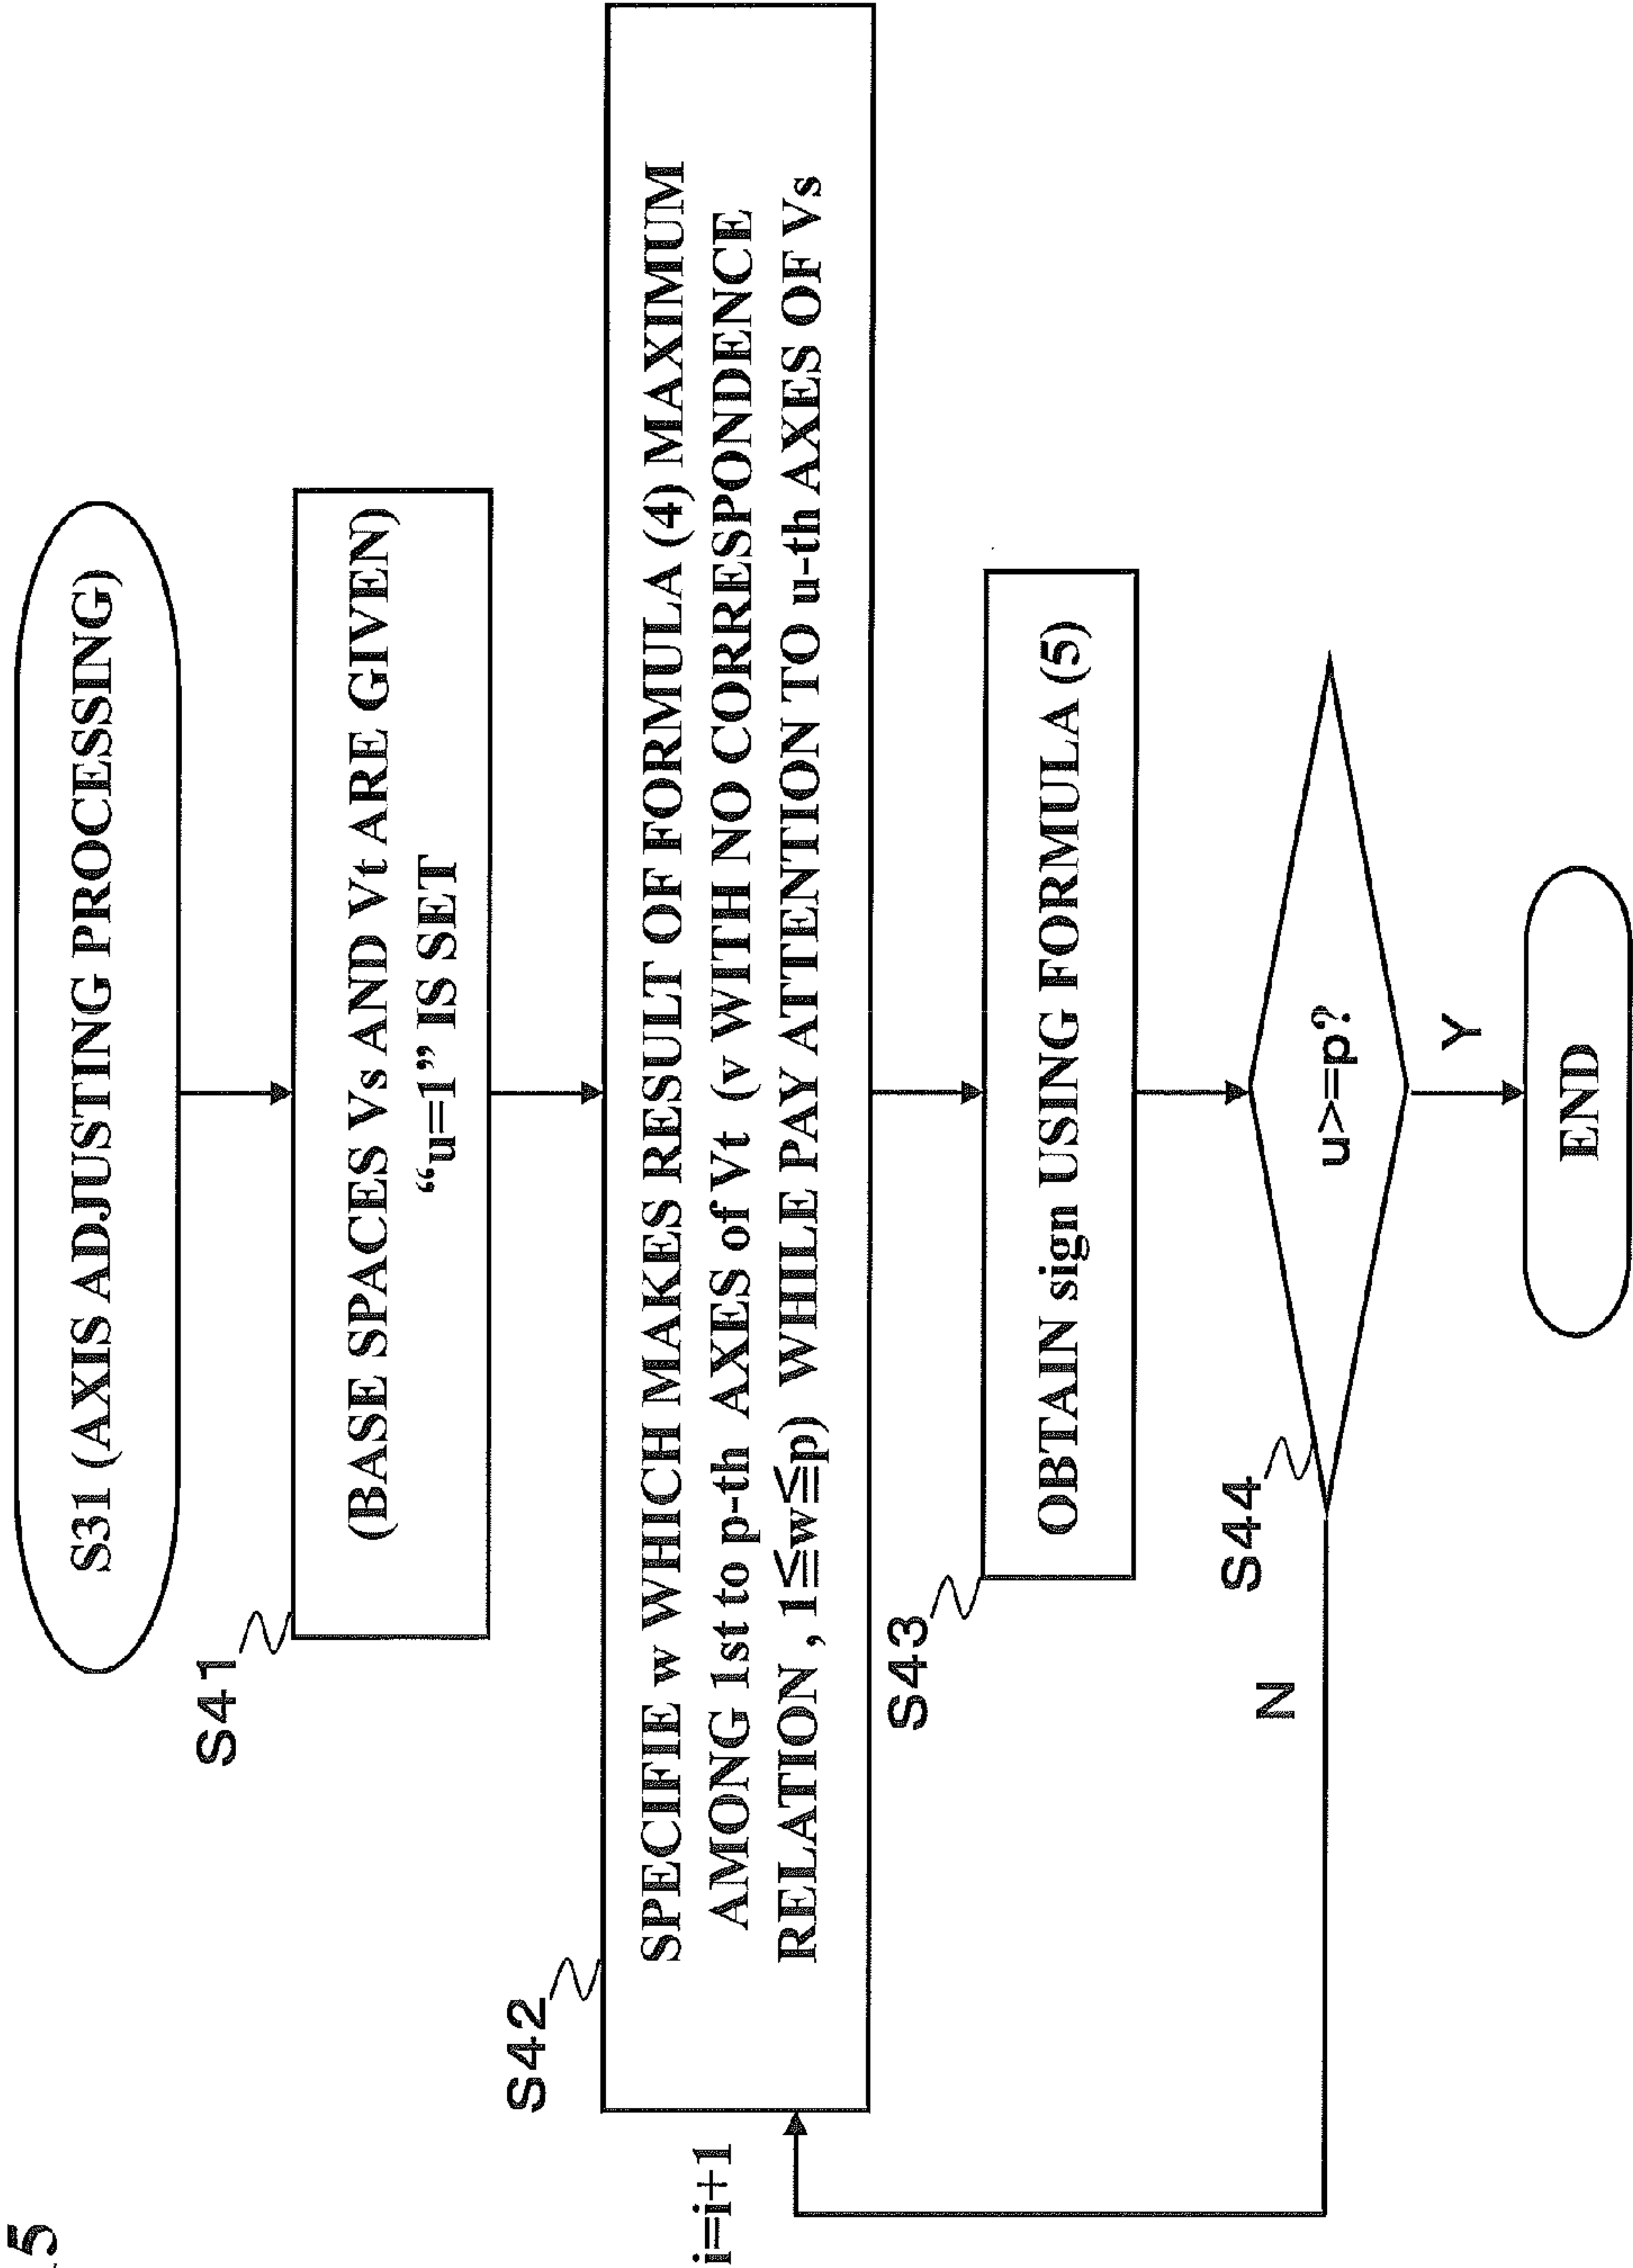 5
S31 (AXIS ADJUSTING PROCESSING)
S41
(BASE SPACES Vs AND Vt ARE GIVEN)
“u=1” IS SET
S42
SPECIFIE w WHICH MAKES RESULT OF FORMULA (4) MAXIMUM
AMONG 1st to p-th AXES of Vt (v WITH NO CORRESPONDENCE
RELATION , 1≦w≦p) WHILE PAY ATTENTION TO u-th AXES OF Vs
i=i+1
S43
OBTAIN sign USING FORMULA (5)
S44
u>=p?
N
Y
END